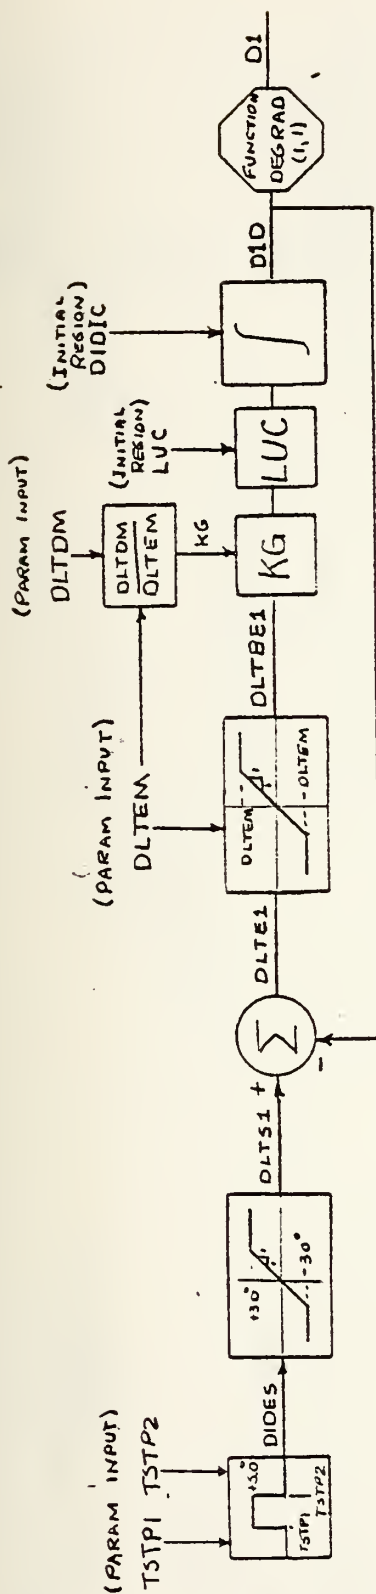 (PARAM INPUT)
TSTP1 TSTP2
TSTP1
TSTP2
DIDES
+30°
1
-30°
DLTS1 +
Σ
-
DLTE1
(PARAM INPUT)
DLTEM
DLTEM
1
-DLTEM
DLTBE1
(PARAM INPUT)
DLTDM
DLTDM
DLTEM
KG
KG
(INITIAL
REGION)
LUC
LUC
(INITIAL
REGION)
DIDIC
∫
D1D
FUNCTION
DEGRAD
(1,1)
D1